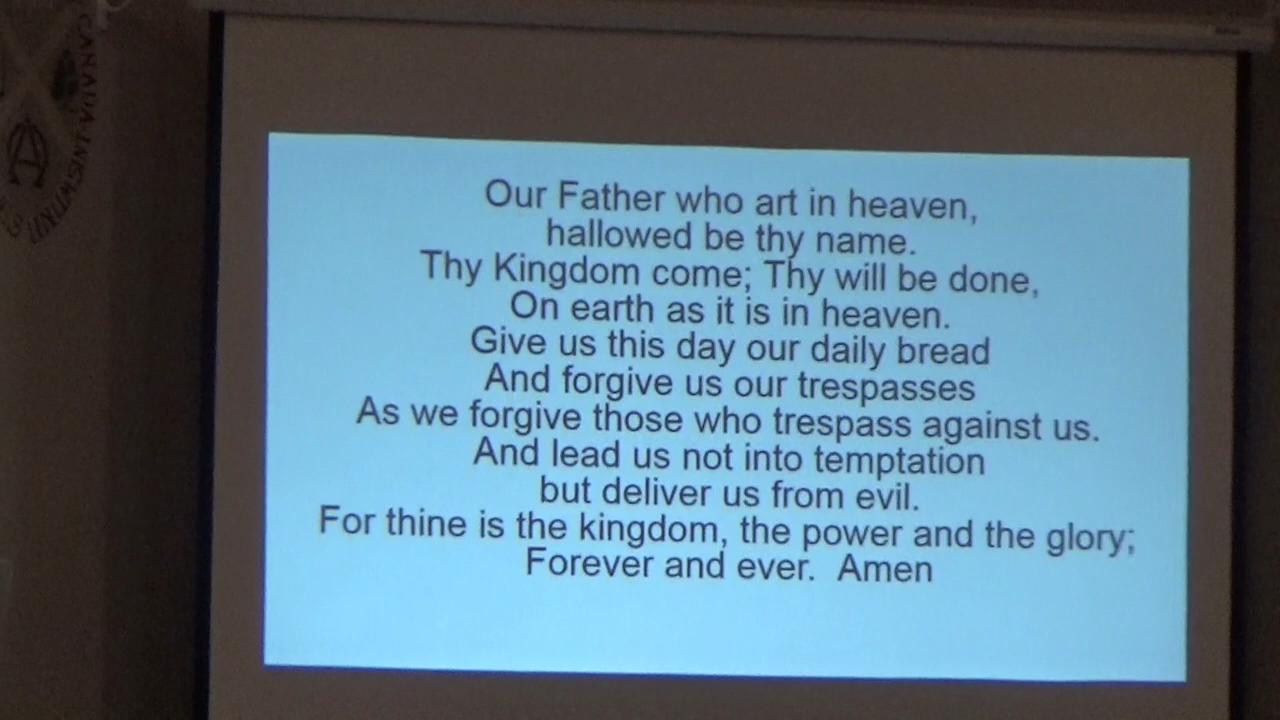 Our Father who art in heaven,
hallowed be thy name.
Thy Kingdom come; Thy will be done,
On earth as it is in heaven.
Give us this day our daily bread
And forgive us our trespasses
As we forgive those who trespass against us.
And lead us not into temptation
but deliver us from evil.
For thine is the kingdom, the power and the glory;
Forever and ever.  Amen